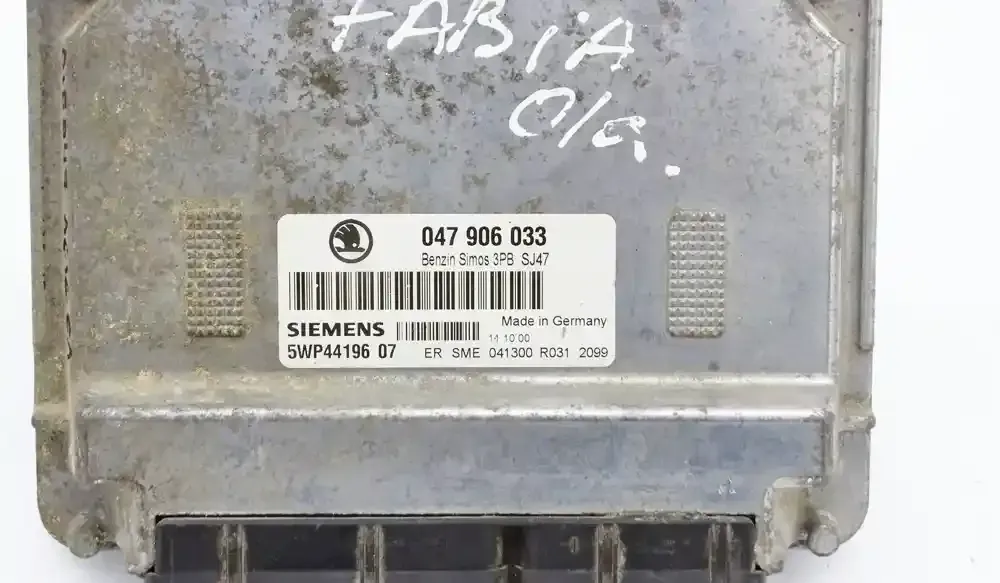 FABIA
047 906 033
Benzin Simos 3PB SJ47
SIEMENS
Made in Germany
14 10 00
5WP44196 07 ER SME 041300 R031 2099